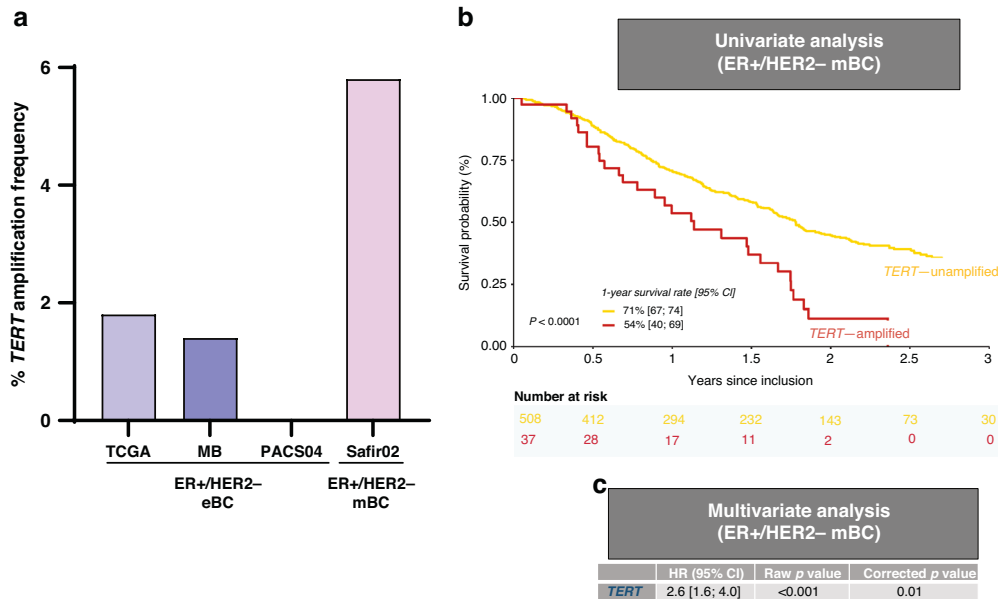 a
% TERT amplification frequency
6
4
2
0
TCGA MB PACS04 Safir02
ER+/HER2–
eBC
ER+/HER2–
mBC
b
Univariate analysis
(ER+/HER2– mBC)
Survival probability (%)
1.00
0.75
0.50
0.25
0.00
TERT—unamplified
1-year survival rate [95% CI]
71% [67; 74]
54% [40; 69]
P < 0.0001
TERT—amplified
0 0.5 1 1.5 2 2.5 3
Years since inclusion
Number at risk
508 412 294 232 143 73 30
37 28 17 11 2 0 0
c
Multivariate analysis
(ER+/HER2– mBC)
HR (95% CI) Raw p value Corrected p value
TERT 2.6 [1.6; 4.0] <0.001 0.01